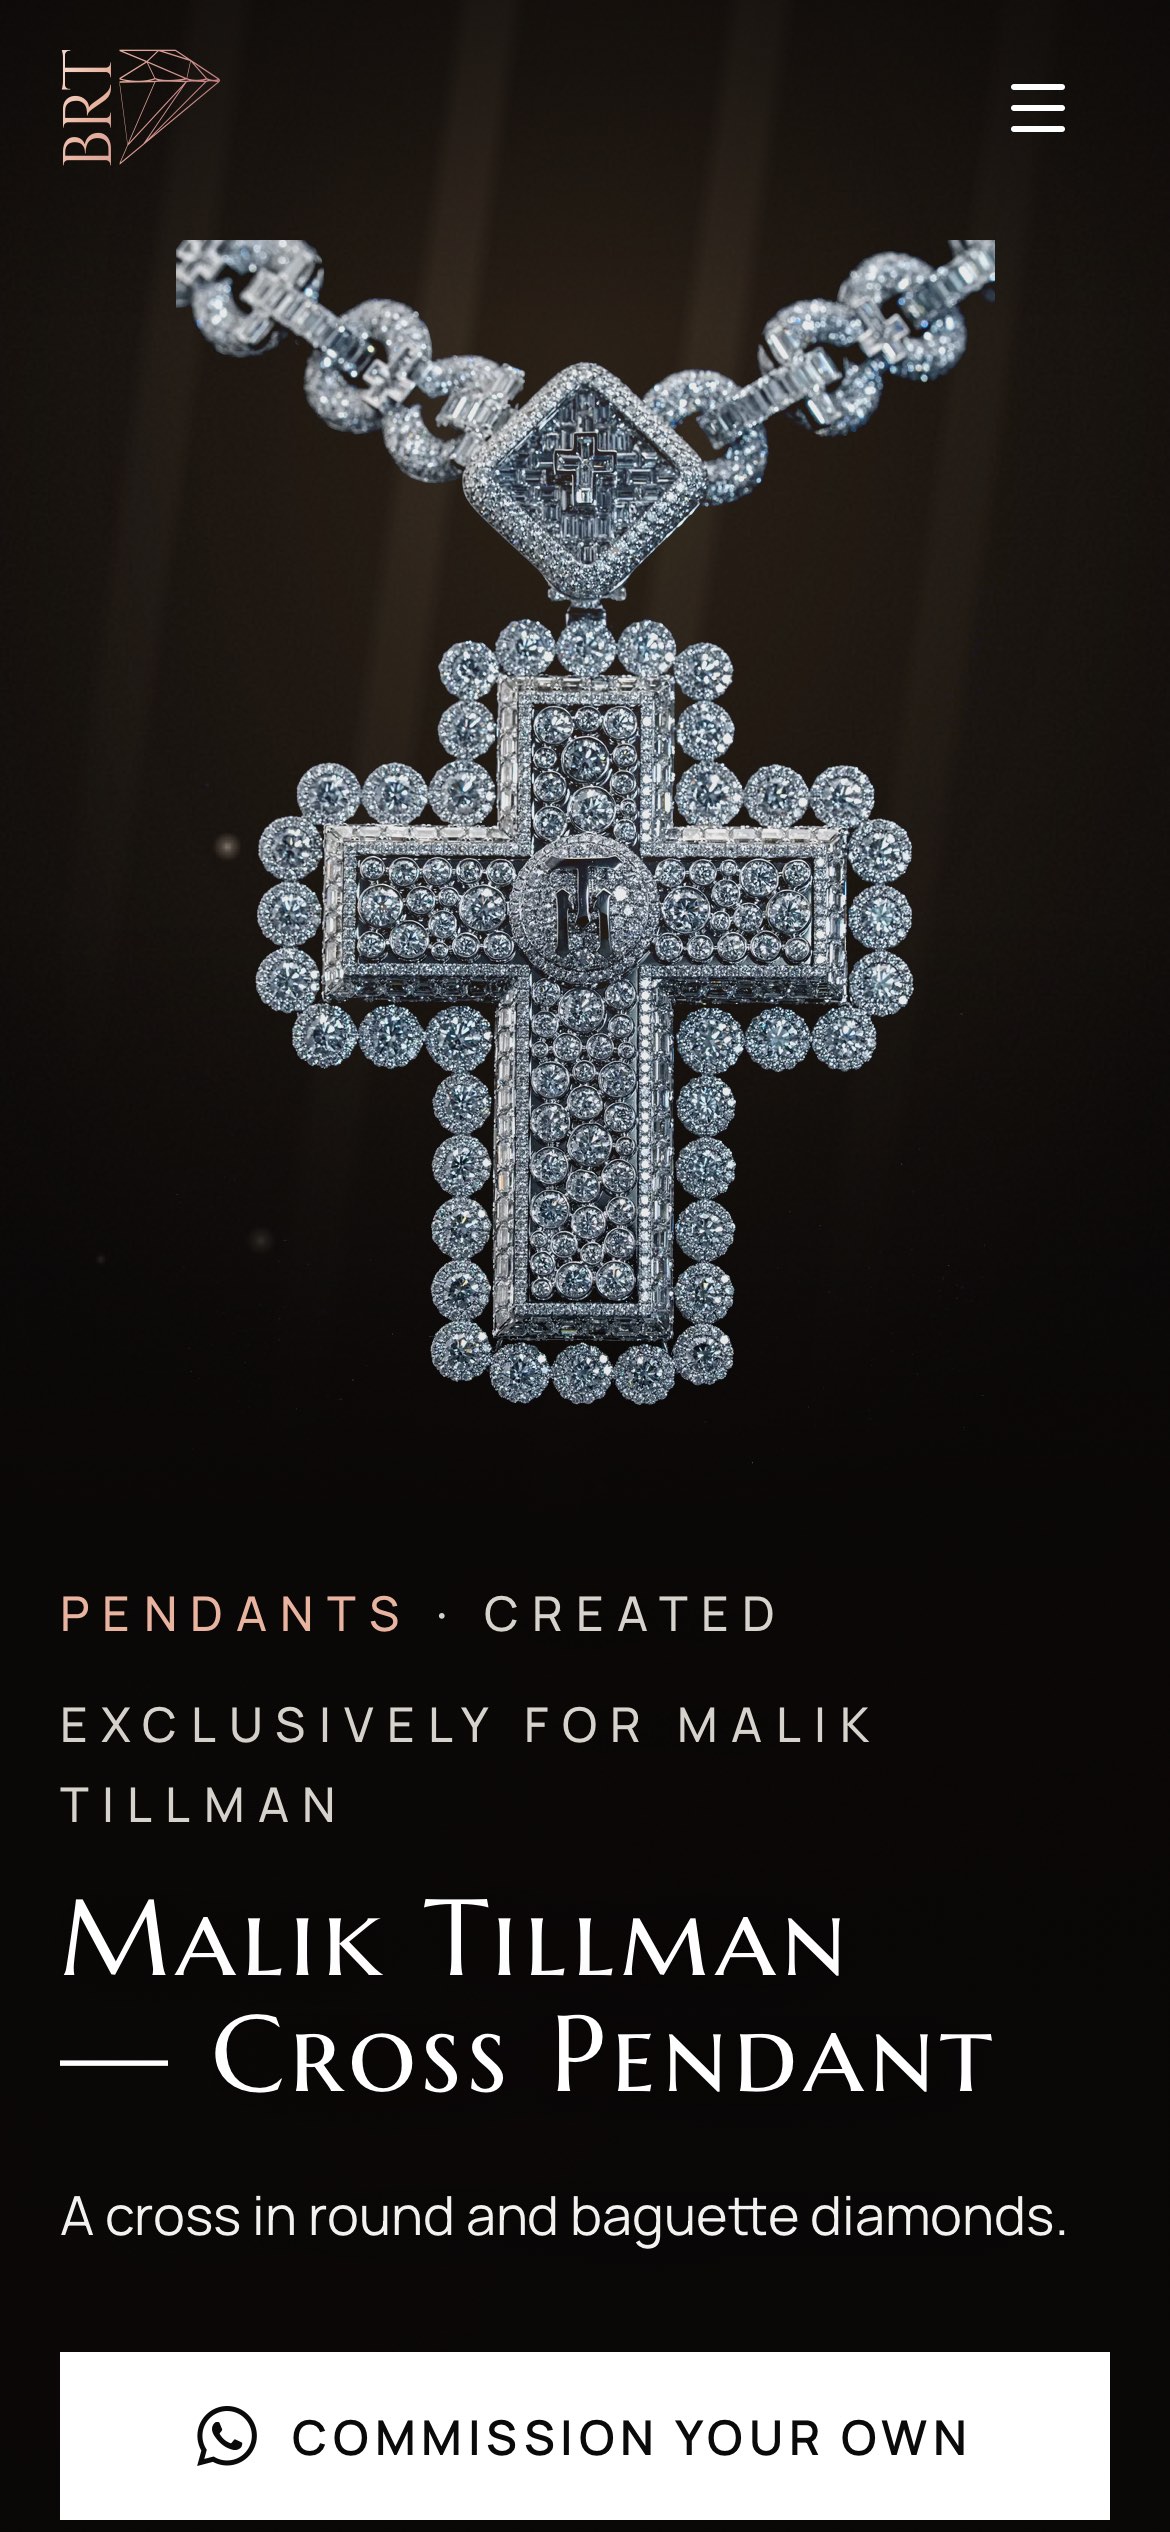 BRT
PENDANTS · CREATED
EXCLUSIVELY FOR MALIK
TILLMAN
MALIK TILLMAN
— CROSS PENDANT
A cross in round and baguette diamonds.
COMMISSION YOUR OWN